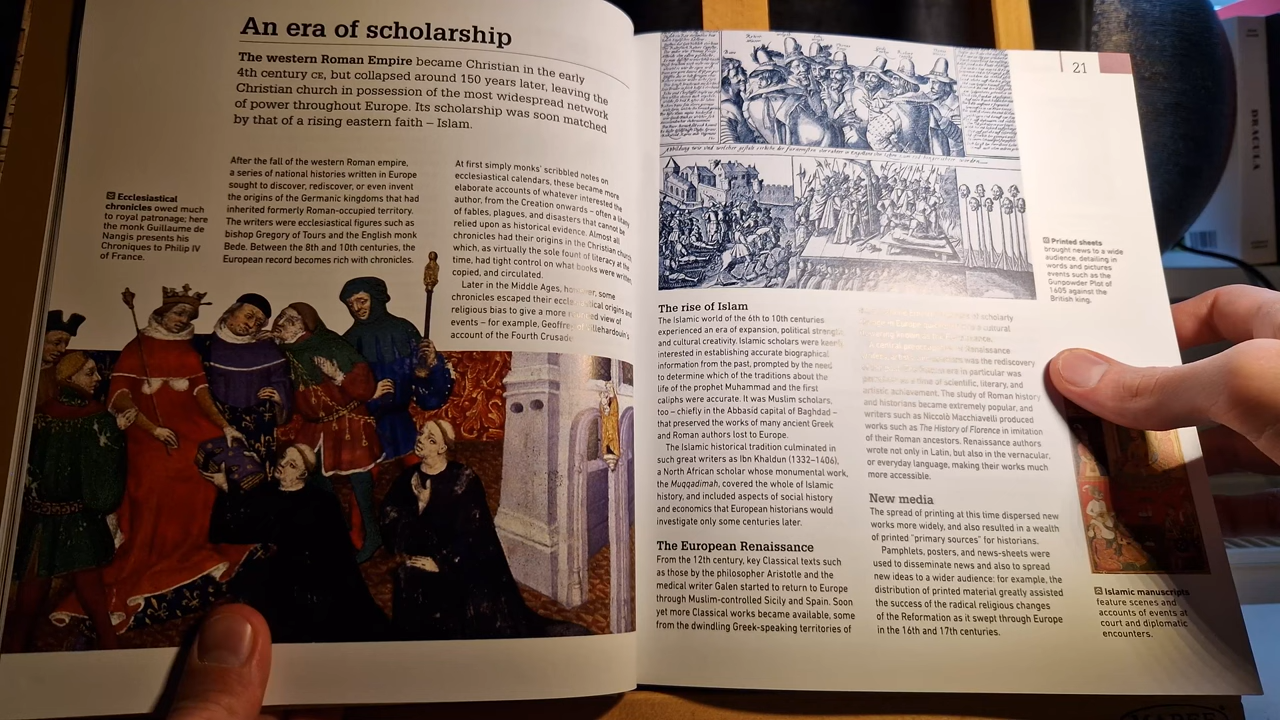 An era of scholarship
The western Roman Empire became Christian in the early
4th century CE, but collapsed around 150 years later, leaving the
Christian church in possession of the most widespread network
of power throughout Europe. Its scholarship was soon matched
by that of a rising eastern faith – Islam.
Ecclesiastical
chronicles owed much
to royal patronage; here
the monk Guillaume de
Nangis presents his
Chroniques to Philip IV
of France.
After the fall of the western Roman empire,
a series of national histories written in Europe
sought to discover, rediscover, or even invent
the origins of the Germanic kingdoms that had
inherited formerly Roman-occupied territory.
The writers were ecclesiastical figures such as
bishop Gregory of Tours and the English monk
Bede. Between the 8th and 10th centuries, the
European record becomes rich with chronicles.
At first simply monks' scribbled notes on
ecclesiastical calendars, these became more
elaborate accounts of whatever interested the
author, from the Creation onwards – often a litany
of fables, plagues, and disasters that cannot be
relied upon as historical evidence. Almost all
chronicles had their origins in the Christian church
which, as virtually the sole fount of literacy at the
time, had tight control on what books were written,
copied, and circulated.
Later in the Middle Ages, however, some
chronicles escaped their origins and
religious bias to give a more view of
events – for example, Geoffrey of
account of the Fourth Crusade
21
Printed sheets
brought news to a wide
audience, detailing in
words and pictures
events such as the
Gunpowder Plot of
1605 against the
British king.
The rise of Islam
The Islamic world of the 6th to 10th centuries
experienced an era of expansion, political strength,
and cultural creativity. Islamic scholars were keenly
interested in establishing accurate biographical
information from the past, prompted by the need
to determine which of the traditions about the
life of the prophet Muhammad and the first
caliphs were accurate. It was Muslim scholars,
too – chiefly in the Abbasid capital of Baghdad –
that preserved the works of many ancient Greek
and Roman authors lost to Europe.
The Islamic historical tradition culminated in
such great writers as Ibn Khaldun (1332–1406),
a North African scholar whose monumental work,
the Muqqadimah, covered the whole of Islamic
history, and included aspects of social history
and economics that European historians would
investigate only some centuries later.
The European Renaissance
From the 12th century, key Classical texts such
as those by the philosopher Aristotle and the
medical writer Galen started to return to Europe
through Muslim-controlled Sicily and Spain. Soon
yet more Classical works became available, some
from the dwindling Greek-speaking territories of
of scholarly
cultural
Renaissance
was the rediscovery
in particular was
time of scientific, literary, and
artistic achievement. The study of Roman history
and historians became extremely popular, and
writers such as Niccolò Macchiavelli produced
works such as The History of Florence in imitation
of their Roman ancestors. Renaissance authors
wrote not only in Latin, but also in the vernacular,
or everyday language, making their works much
more accessible.
New media
The spread of printing at this time dispersed new
works more widely, and also resulted in a wealth
of printed "primary sources" for historians.
Pamphlets, posters, and news-sheets were
used to disseminate news and also to spread
new ideas to a wider audience: for example, the
distribution of printed material greatly assisted
the success of the radical religious changes
of the Reformation as it swept through Europe
in the 16th and 17th centuries.
Islamic manuscripts
feature scenes and
accounts of events at
court and diplomatic
encounters.
DRACULA